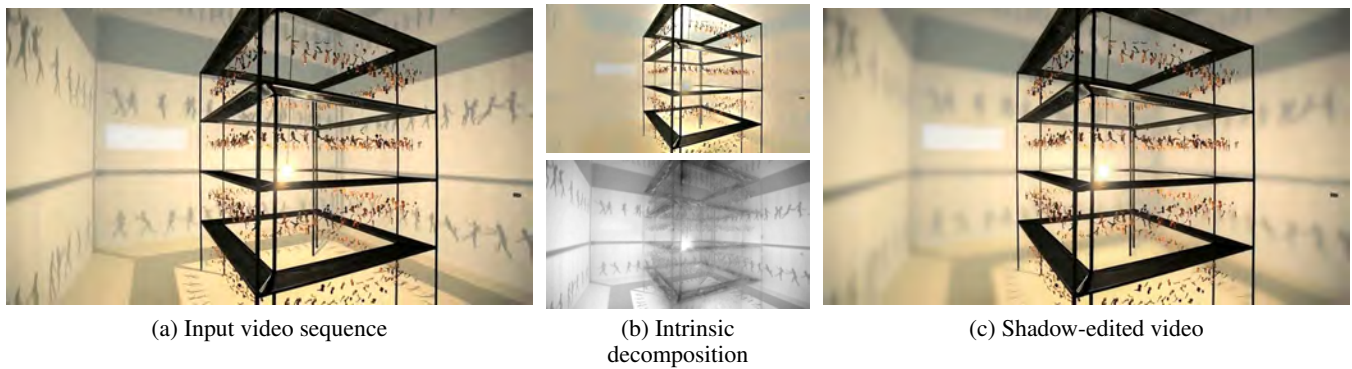 (a) Input video sequence
(b) Intrinsic
decomposition
(c) Shadow-edited video